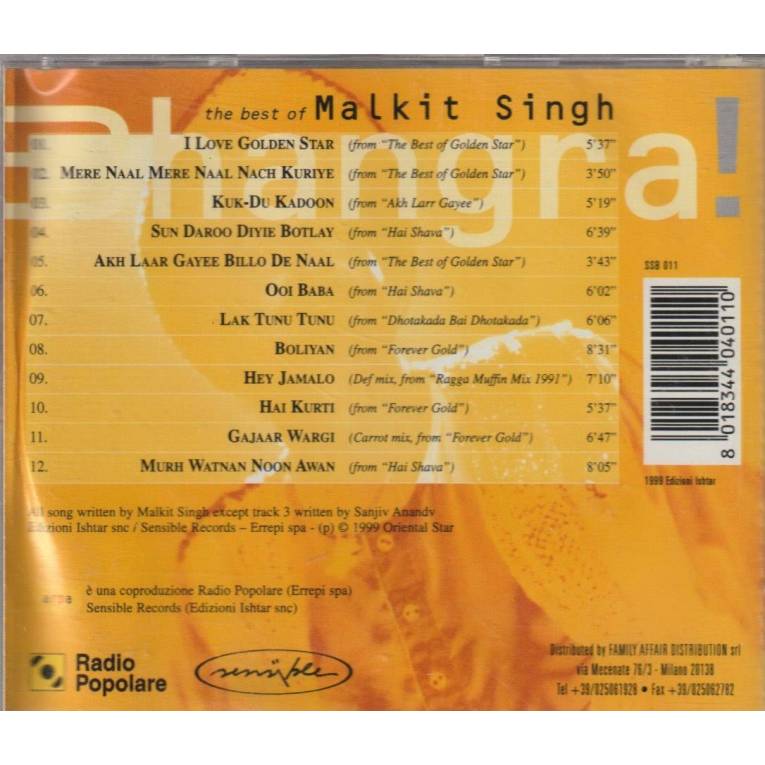 Bhangra!
the best of Malkit Singh
01. I LOVE GOLDEN STAR (from "The Best of Golden Star") 5'37"
02. MERE NAAL MERE NAAL NACH KURIYE (from "The Best of Golden Star") 3'50"
03. KUK-DU KADOON (from "Akh Larr Gayee") 5'19"
04. SUN DAROO DIYIE BOTLAY (from "Hai Shava") 6'39"
05. AKH LAAR GAYEE BILLO DE NAAL (from "The Best of Golden Star") 3'43"
06. OOI BABA (from "Hai Shava") 6'02"
07. LAK TUNU TUNU (from "Dhotakada Bai Dhotakada") 6'06"
08. BOLIYAN (from "Forever Gold") 8'31"
09. HEY JAMALO (Def mix, from "Ragga Muffin Mix 1991") 7'10"
10. HAI KURTI (from "Forever Gold") 5'37"
11. GAJAAR WARGI (Carrot mix, from "Forever Gold") 6'47"
12. MURH WATNAN NOON AWAN (from "Hai Shava") 8'05"
SSB 011
8 018344 040110
1999 Edizioni Ishtar
All song written by Malkit Singh except track 3 written by Sanjiv Anandv
Edizioni Ishtar snc / Sensible Records – Errepi spa - (p) © 1999 Oriental Star
è una coproduzione Radio Popolare (Errepi spa)
Sensible Records (Edizioni Ishtar snc)
Radio
Popolare
sensible
Distributed by FAMILY AFFAIR DISTRIBUTION srl
via Mecenate 76/3 - Milano 20138
Tel +39/025061928 • Fax +39/025062782